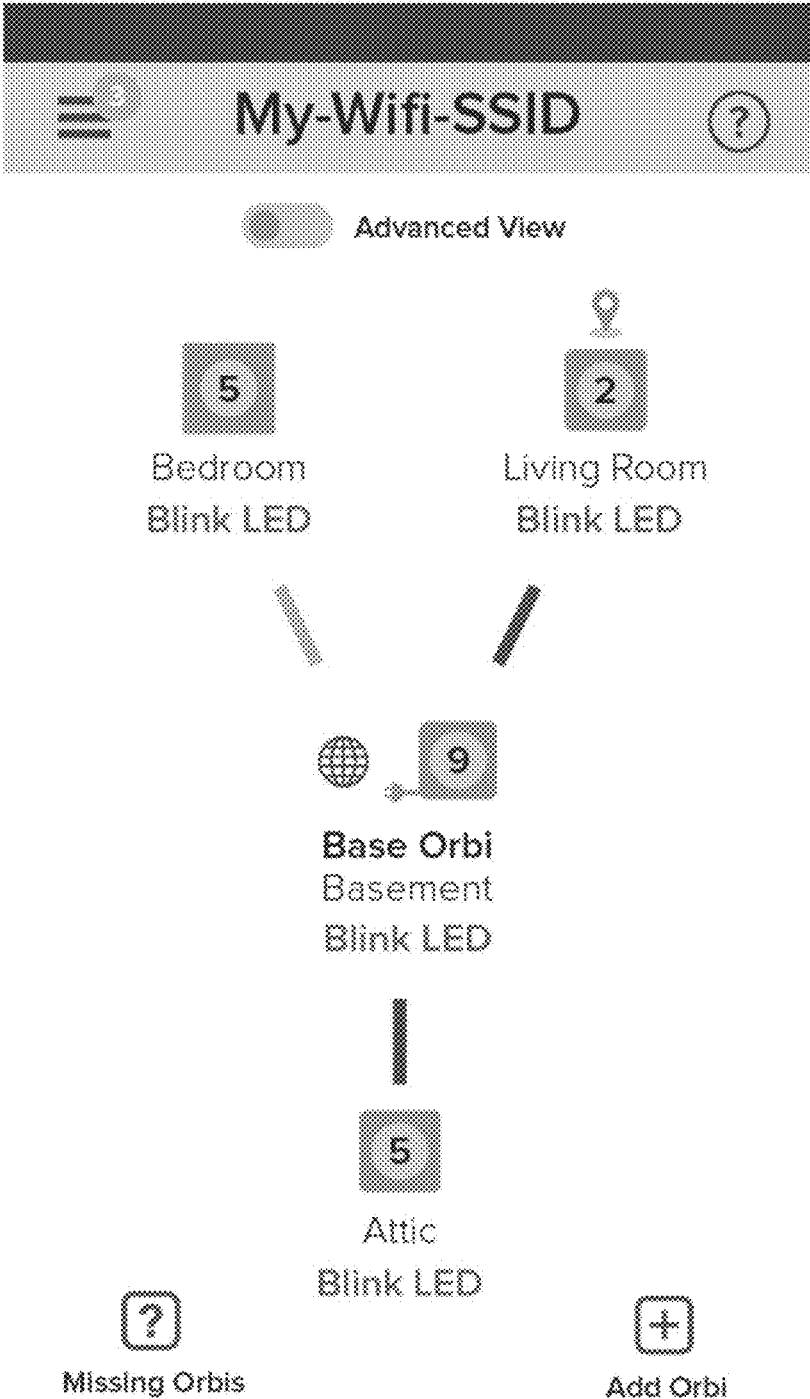 My-Wifi-SSID
?
Advanced View
5
2
Bedroom
Living Room
Blink LED
Blink LED
9
Base Orbi
Basement
Blink LED
5
Attic
Blink LED
?
+
Missing Orbis
Add Orbi